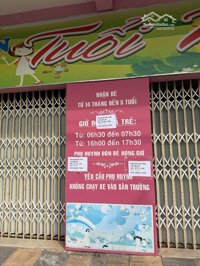 TUỔI T
NHẬN BÉ
TỪ 14 THÁNG ĐẾN 5 TUỔI
GIỜ Đ TRẺ:
Từ: 06h30 đến 07h30
Từ: 16h00 đến 17h30
PHỤ HUYNH ĐÓN BÉ ĐÚNG GIỜ
YÊU CẦU PHỤ HUYNH
KHÔNG CHẠY XE VÀO SÂN TRƯỜNG